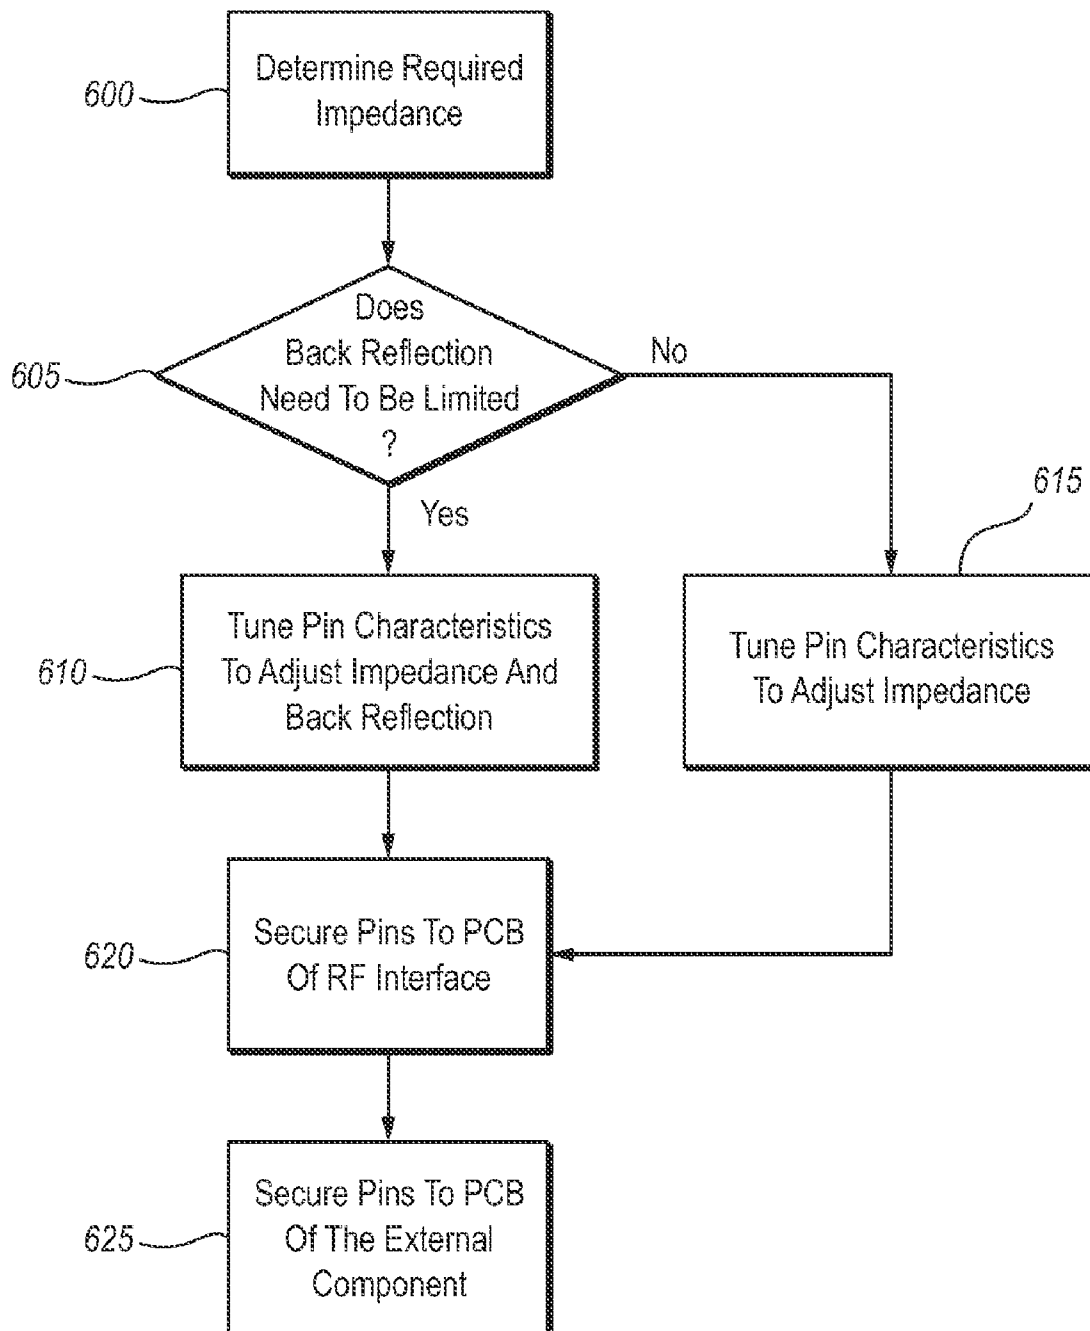 600
Determine Required
Impedance
605
Does
Back Reflection
Need To Be Limited
?
No
Yes
610
Tune Pin Characteristics
To Adjust Impedance And
Back Reflection
615
Tune Pin Characteristics
To Adjust Impedance
620
Secure Pins To PCB
Of RF Interface
625
Secure Pins To PCB
Of The External
Component